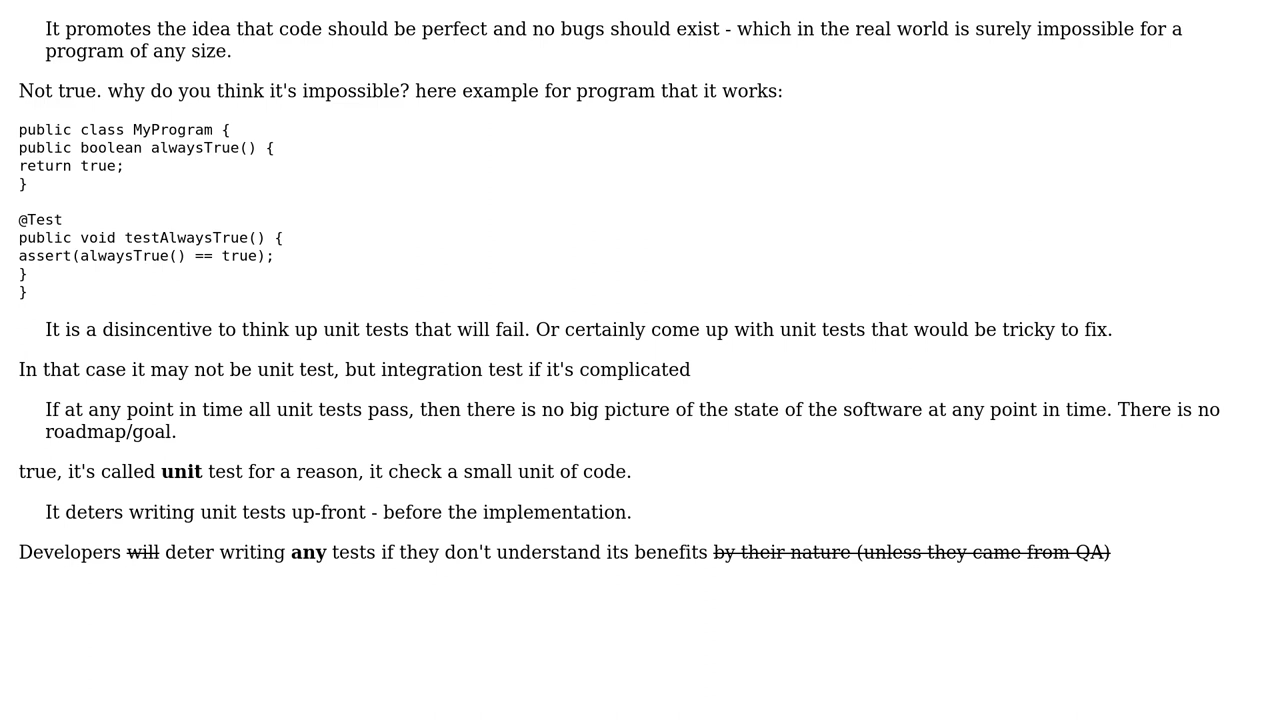 It promotes the idea that code should be perfect and no bugs should exist - which in the real world is surely impossible for a
program of any size.
Not true. why do you think it's impossible? here example for program that it works:
public class MyProgram {
public boolean alwaysTrue() {
return true;
}
@Test
public void testAlwaysTrue() {
assert(alwaysTrue() == true);
}
}
It is a disincentive to think up unit tests that will fail. Or certainly come up with unit tests that would be tricky to fix.
In that case it may not be unit test, but integration test if it's complicated
If at any point in time all unit tests pass, then there is no big picture of the state of the software at any point in time. There is no
roadmap/goal.
true, it's called unit test for a reason, it check a small unit of code.
It deters writing unit tests up-front - before the implementation.
Developers will deter writing any tests if they don't understand its benefits by their nature (unless they came from QA)